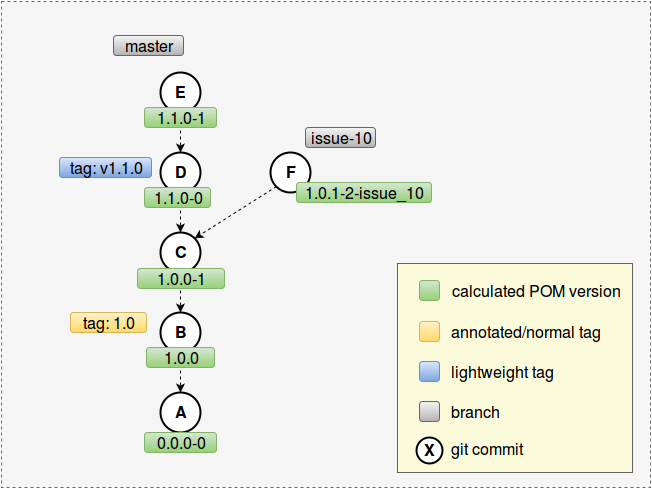 master
E
1.1.0-1
issue-10
tag: v1.1.0
D
1.1.0-0
F
1.0.1-2-issue_10
C
1.0.0-1
tag: 1.0
B
1.0.0
A
0.0.0-0
calculated POM version
annotated/normal tag
lightweight tag
branch
X
git commit